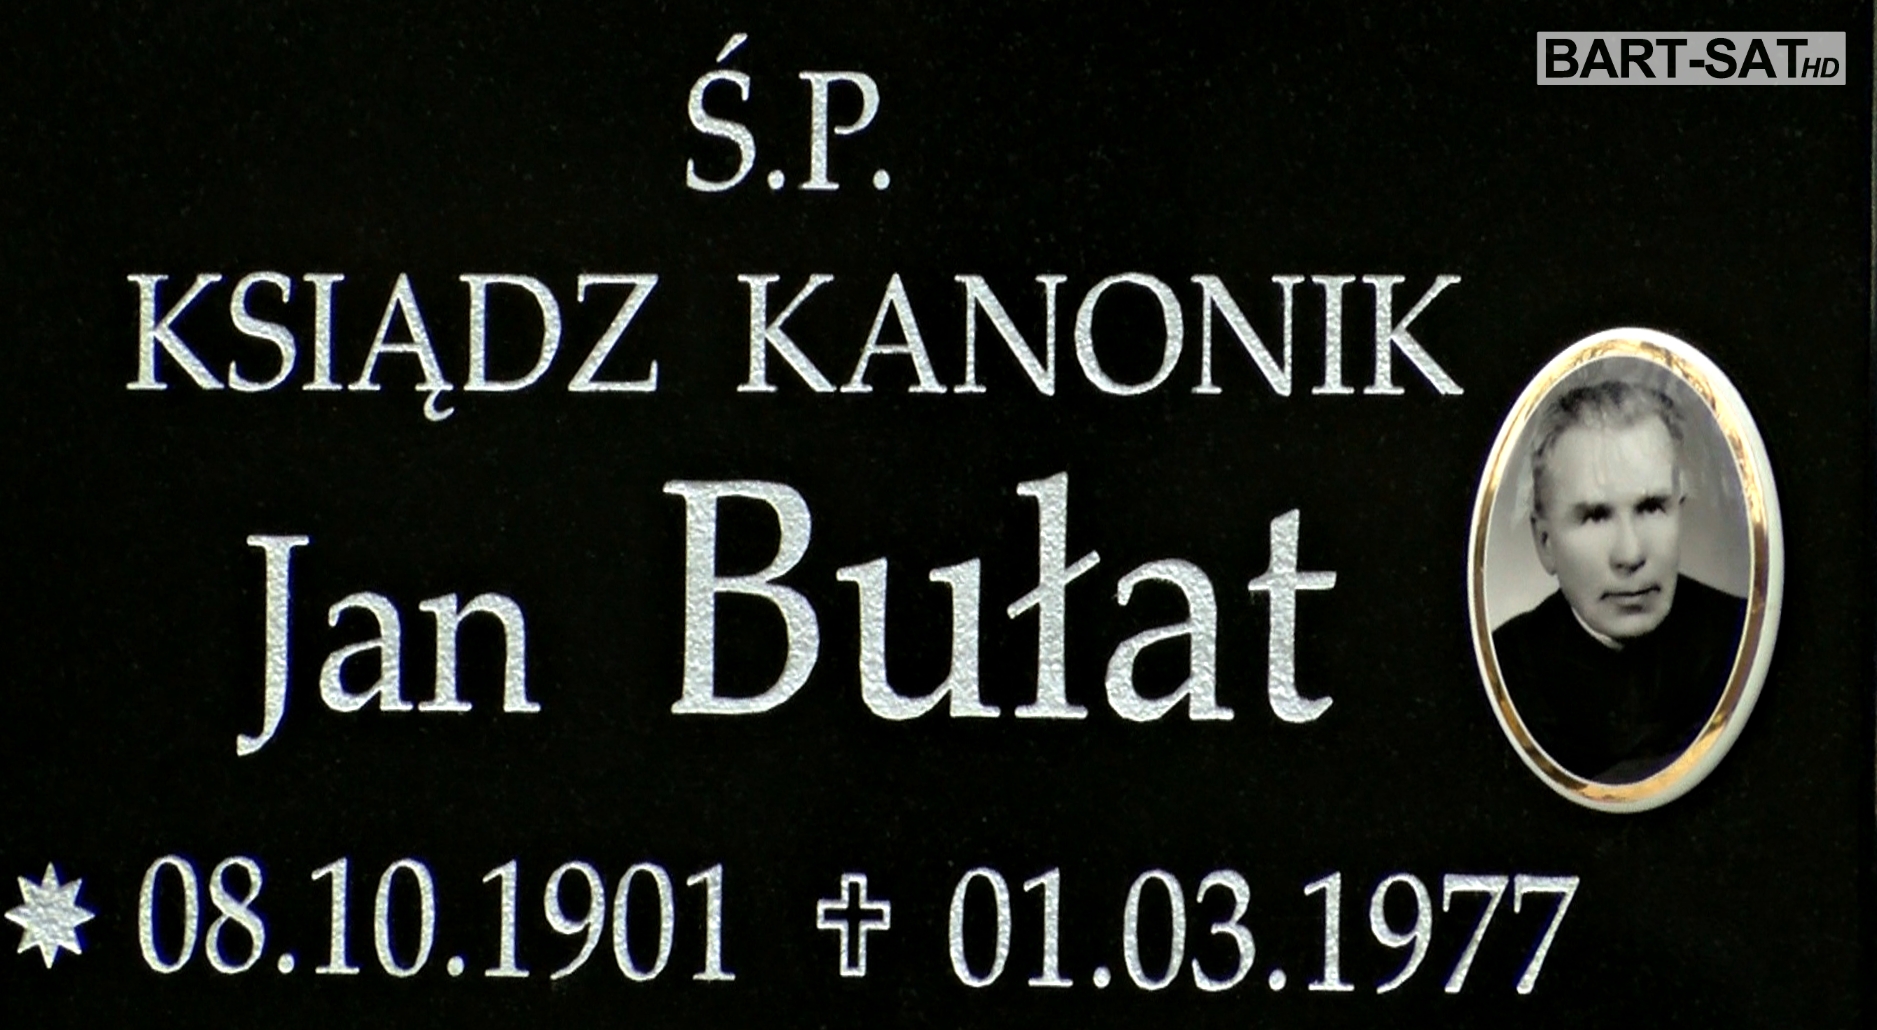 BART-SAT HD
Ś.P.
KSIĄDZ KANONIK
Jan Bułat
08.10.1901 01.03.1977